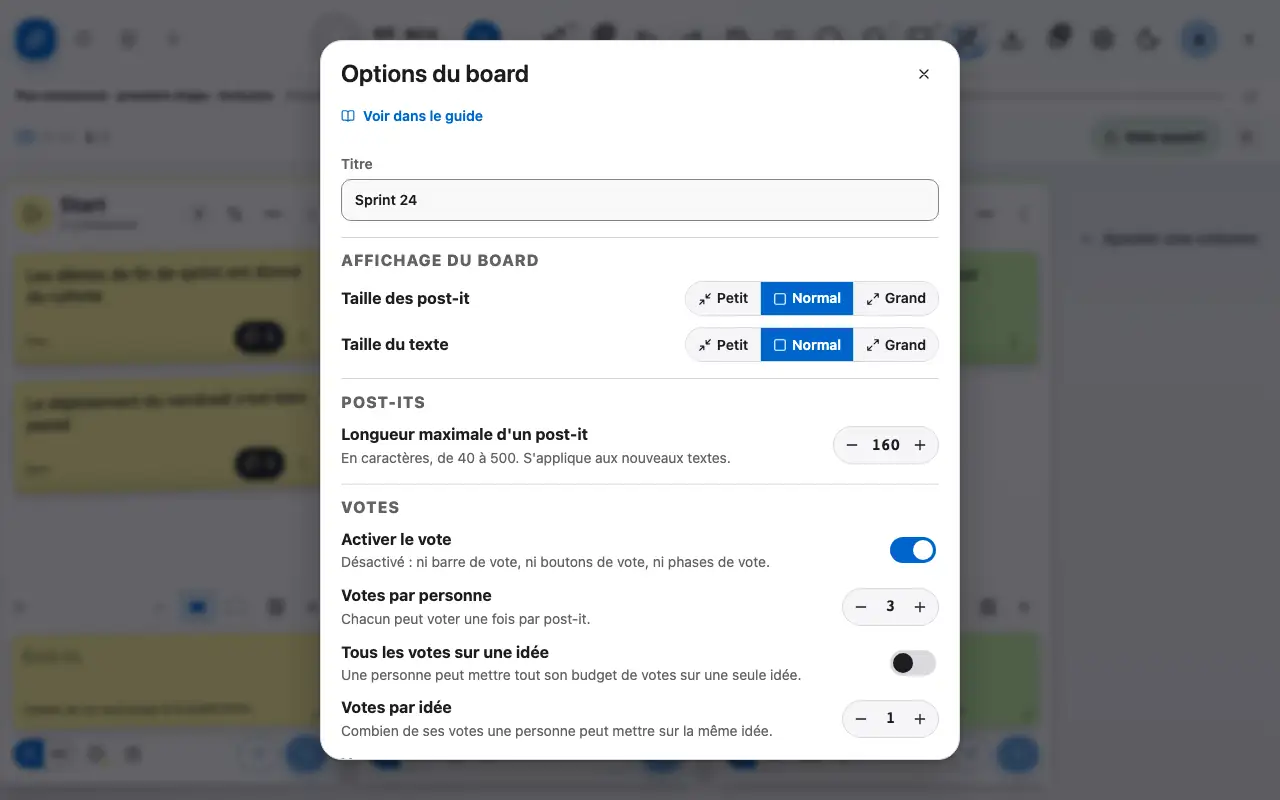 Options du board
Voir dans le guide
Titre
Sprint 24
AFFICHAGE DU BOARD
Taille des post-it
Petit
Normal
Grand
Taille du texte
Petit
Normal
Grand
POST-ITS
Longueur maximale d'un post-it
160
En caractères, de 40 à 500. S'applique aux nouveaux textes.
VOTES
Activer le vote
Désactivé : ni barre de vote, ni boutons de vote, ni phases de vote.
Votes par personne
3
Chacun peut voter une fois par post-it.
Tous les votes sur une idée
Une personne peut mettre tout son budget de votes sur une seule idée.
Votes par idée
1
Combien de ses votes une personne peut mettre sur la même idée.
Start